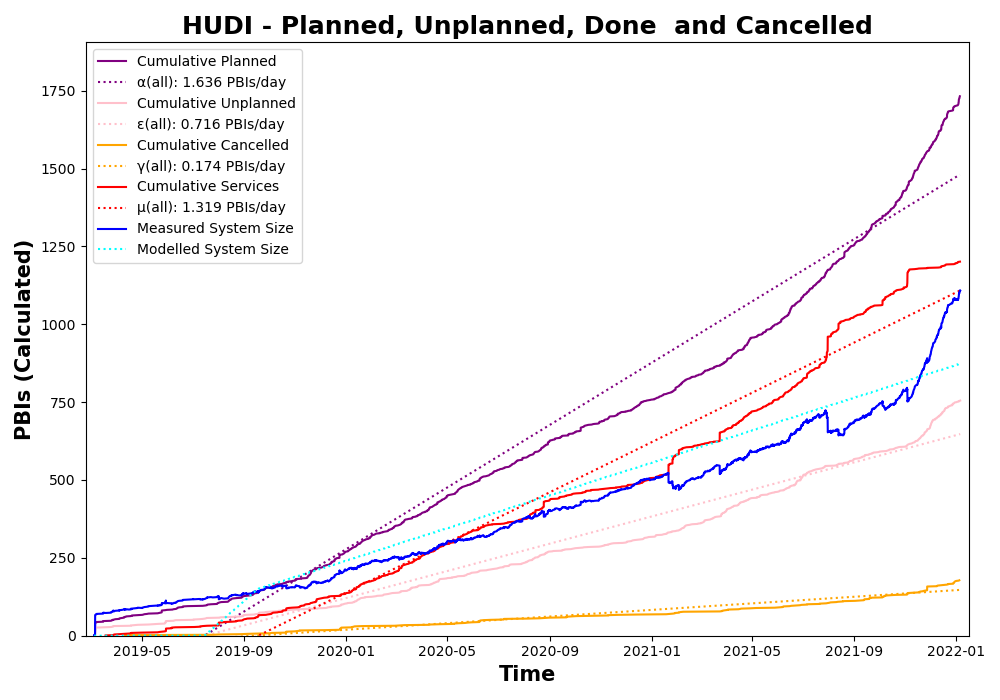 HUDI - Planned, Unplanned, Done  and Cancelled
Cumulative Planned
α(all): 1.636 PBIs/day
Cumulative Unplanned
ε(all): 0.716 PBIs/day
Cumulative Cancelled
γ(all): 0.174 PBIs/day
Cumulative Services
μ(all): 1.319 PBIs/day
Measured System Size
Modelled System Size
PBIs (Calculated)
1750
1500
1250
1000
750
500
250
0
2019-05 2019-09 2020-01 2020-05 2020-09 2021-01 2021-05 2021-09 2022-01
Time